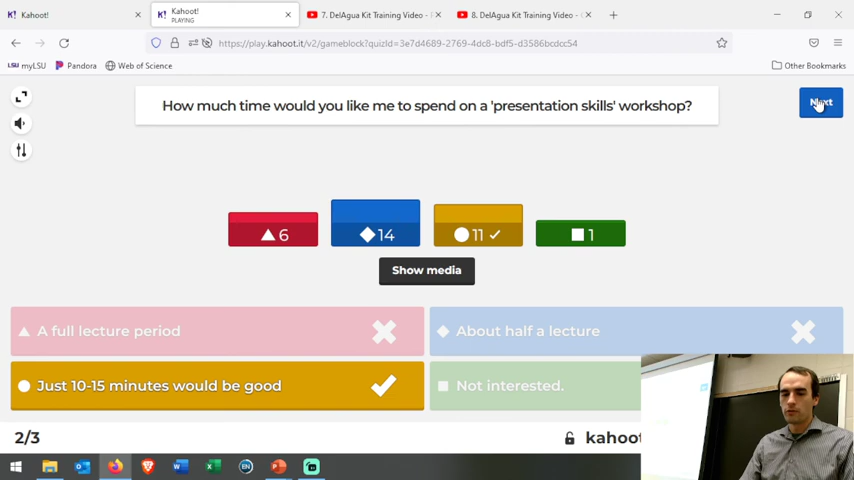 Kahoot!
Kahoot!
PLAYING
7. DelAgua Kit Training Video -
8. DelAgua Kit Training Video -
https://play.kahoot.it/v2/gameblock?quizId=3e7d4689-2769-4dc8-bdf5-d3586bcdcc54
LSU myLSU
Pandora
Web of Science
Other Bookmarks
How much time would you like me to spend on a 'presentation skills' workshop?
Next
6
14
11
1
Show media
A full lecture period
About half a lecture
Just 10-15 minutes would be good
Not interested.
2/3
kahoot
EN